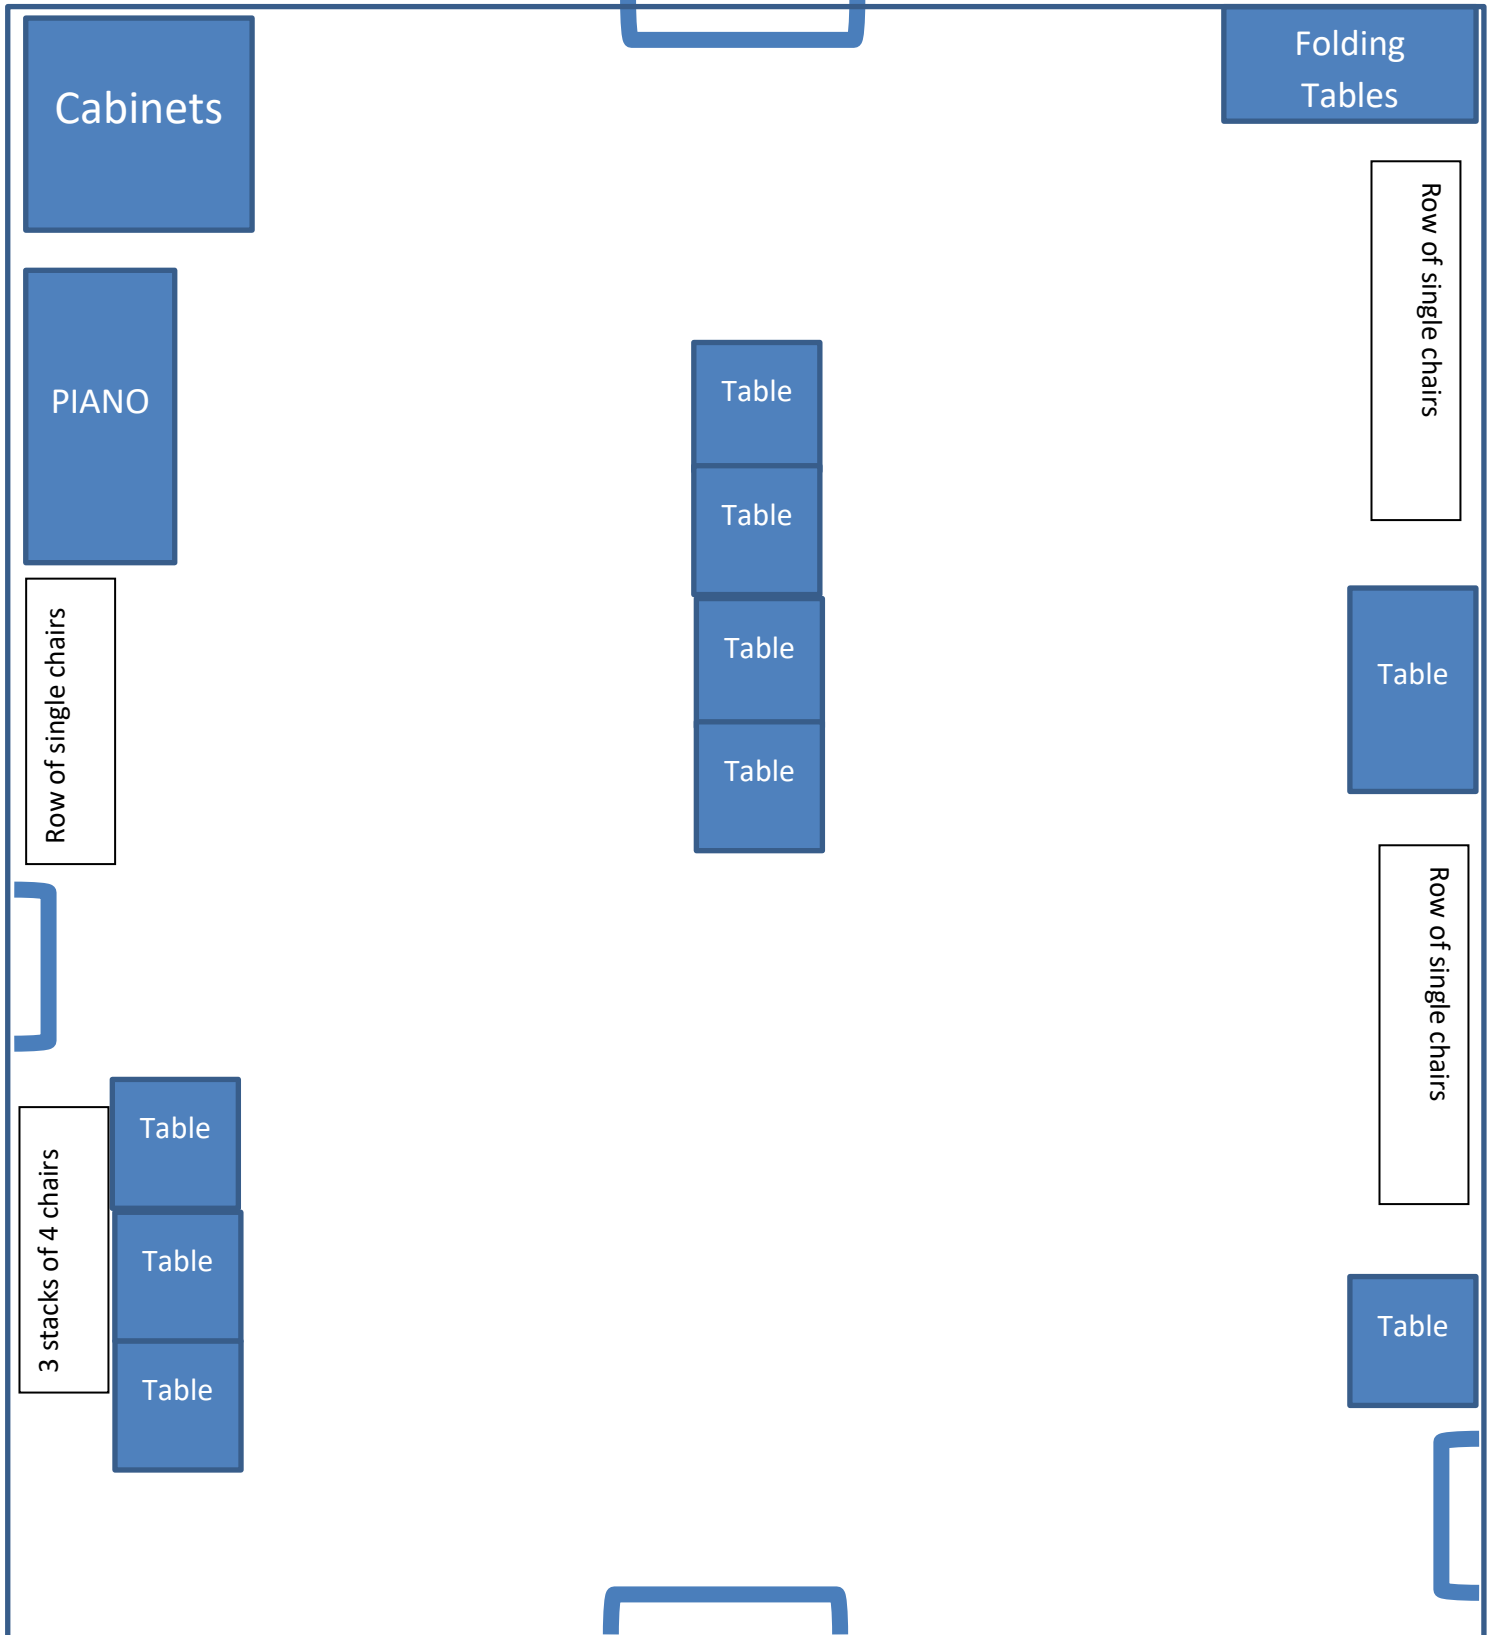 Cabinets
Folding
Tables
Row of single chairs
PIANO
Table
Table
Row of single chairs
Table
Table
Table
Row of single chairs
Table
3 stacks of 4 chairs
Table
Table
Table